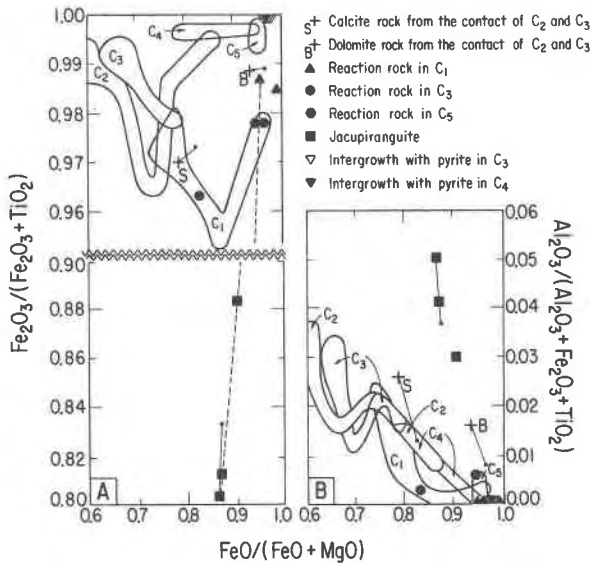 1.00
0.99
0.98
0.97
0.96
0.90
0.88
0.86
0.84
0.82
0.80
Fe₂O₃/(Fe₂O₃+TiO₂)
C₄
C₃
C₂
C₅
B
S
C₁
A
0.6 0.7 0.8 0.9 1.0
S Calcite rock from the contact of C₂ and C₃
B Dolomite rock from the contact of C₂ and C₃
Reaction rock in C₁
Reaction rock in C₃
Reaction rock in C₅
Jacupiranguite
Intergrowth with pyrite in C₃
Intergrowth with pyrite in C₄
0.06
0.05
0.04
0.03
0.02
0.01
0.00
Al₂O₃/(Al₂O₃+Fe₂O₃+TiO₂)
C₂
C₃
S
C₂
B
C₄
C₁
C₅
B
0.6 0.7 0.8 0.9 1.0
FeO/(FeO+MgO)